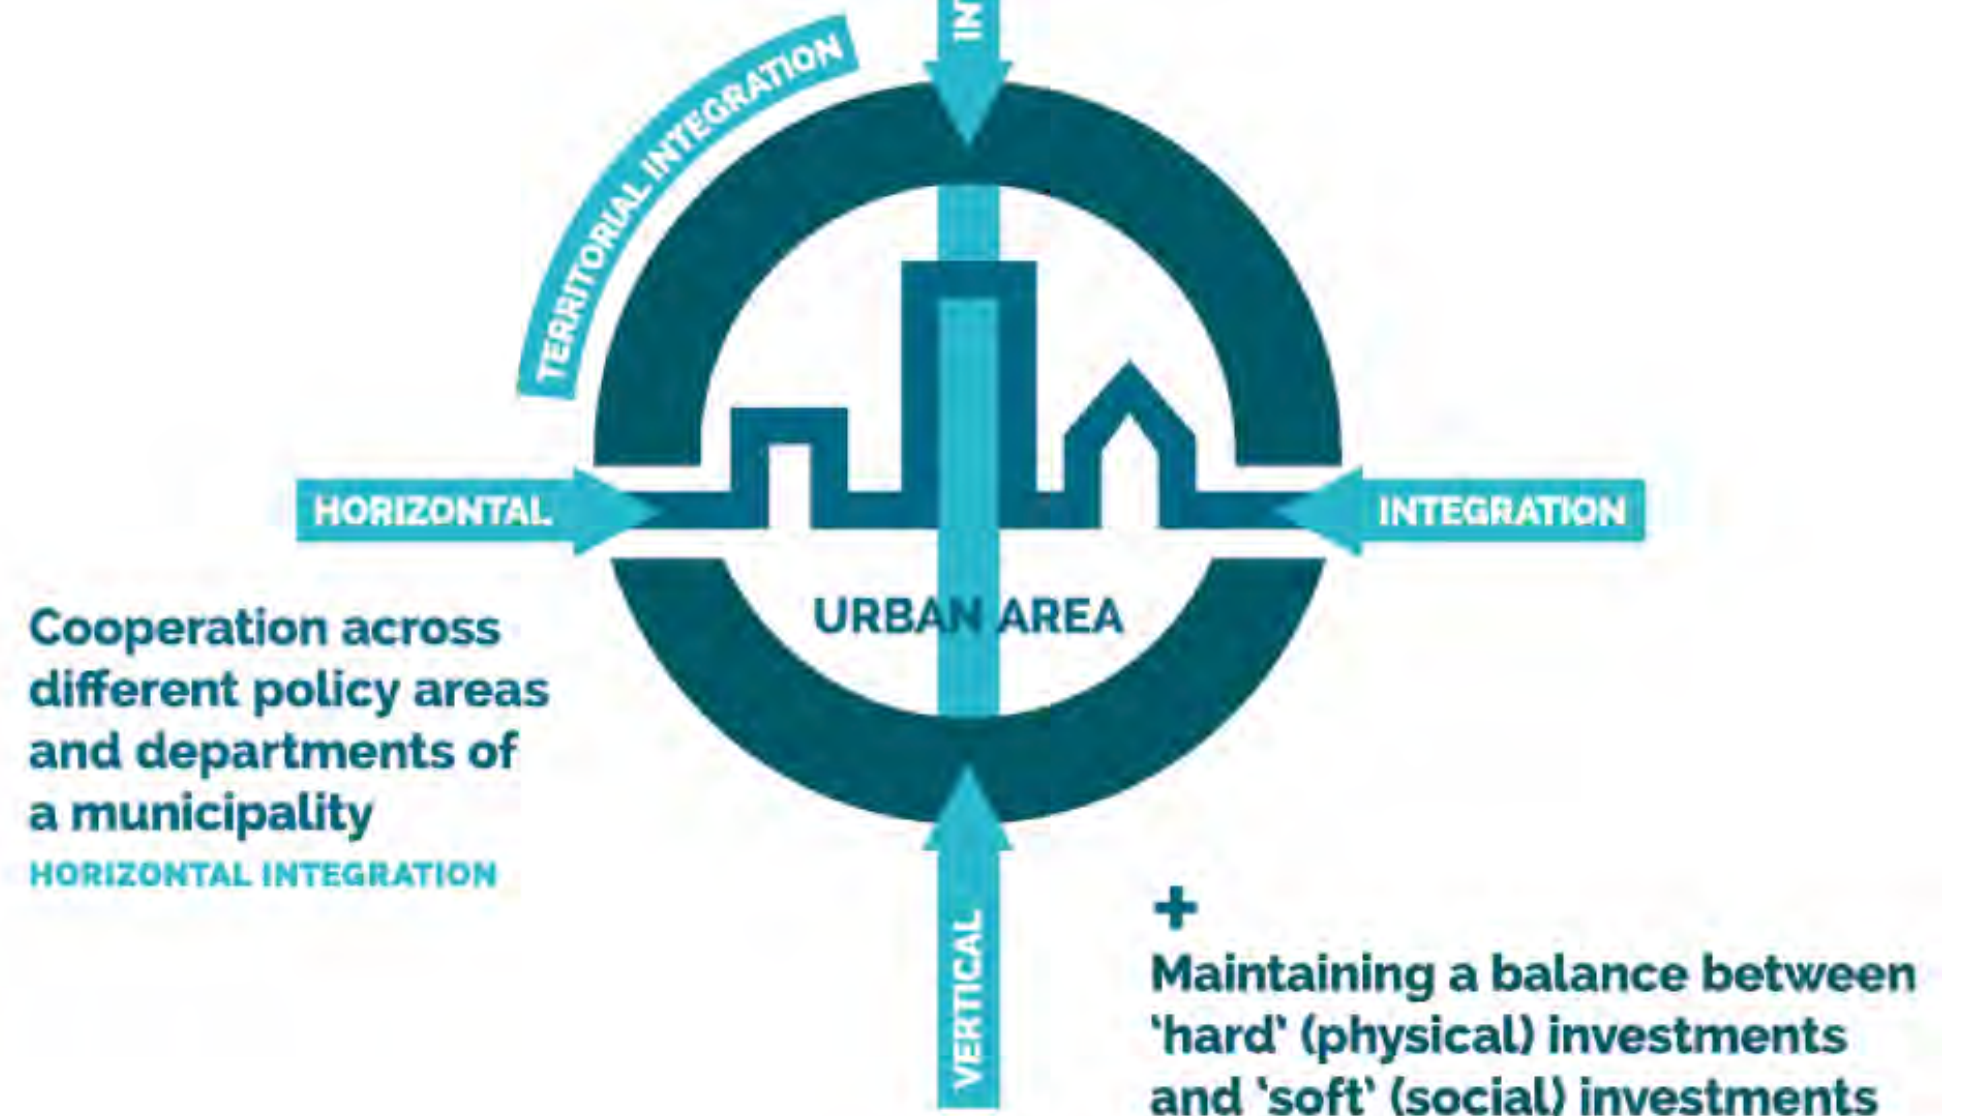 IN
TERRITORIAL INTEGRATION
HORIZONTAL
INTEGRATION
URBAN AREA
Cooperation across
different policy areas
and departments of
a municipality
HORIZONTAL INTEGRATION
VERTICAL
+
Maintaining a balance between
‘hard’ (physical) investments
and ‘soft’ (social) investments